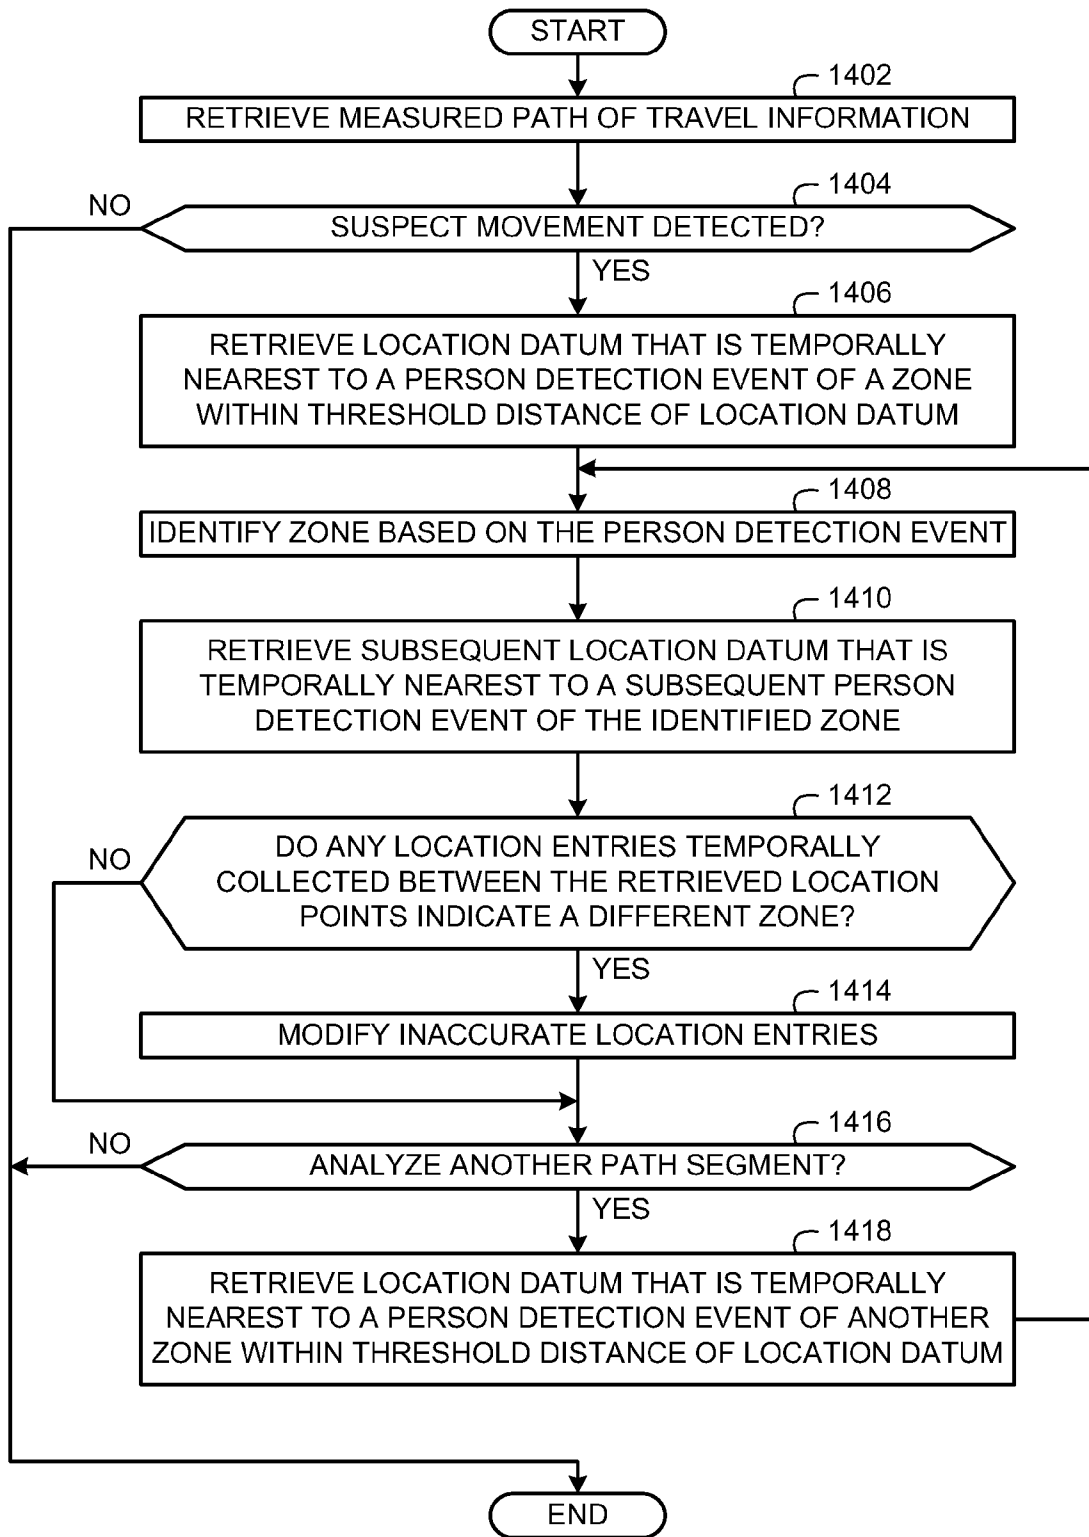 START
1402
RETRIEVE MEASURED PATH OF TRAVEL INFORMATION
1404
NO
SUSPECT MOVEMENT DETECTED?
YES
1406
RETRIEVE LOCATION DATUM THAT IS TEMPORALLY
NEAREST TO A PERSON DETECTION EVENT OF A ZONE
WITHIN THRESHOLD DISTANCE OF LOCATION DATUM
1408
IDENTIFY ZONE BASED ON THE PERSON DETECTION EVENT
1410
RETRIEVE SUBSEQUENT LOCATION DATUM THAT IS
TEMPORALLY NEAREST TO A SUBSEQUENT PERSON
DETECTION EVENT OF THE IDENTIFIED ZONE
1412
NO
DO ANY LOCATION ENTRIES TEMPORALLY
COLLECTED BETWEEN THE RETRIEVED LOCATION
POINTS INDICATE A DIFFERENT ZONE?
YES
1414
MODIFY INACCURATE LOCATION ENTRIES
1416
NO
ANALYZE ANOTHER PATH SEGMENT?
YES
1418
RETRIEVE LOCATION DATUM THAT IS TEMPORALLY
NEAREST TO A PERSON DETECTION EVENT OF ANOTHER
ZONE WITHIN THRESHOLD DISTANCE OF LOCATION DATUM
END